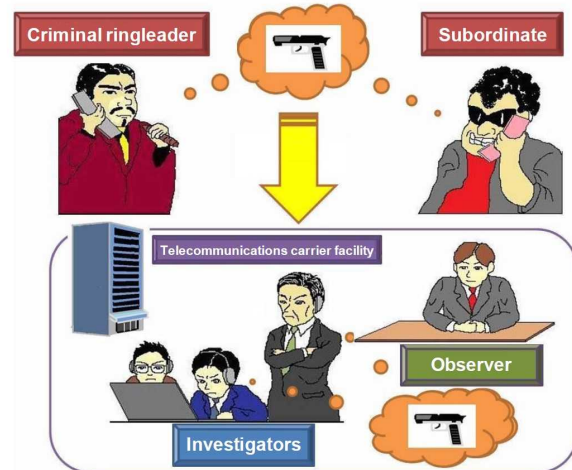 Criminal ringleader
Subordinate
Telecommunications carrier facility
Observer
Investigators